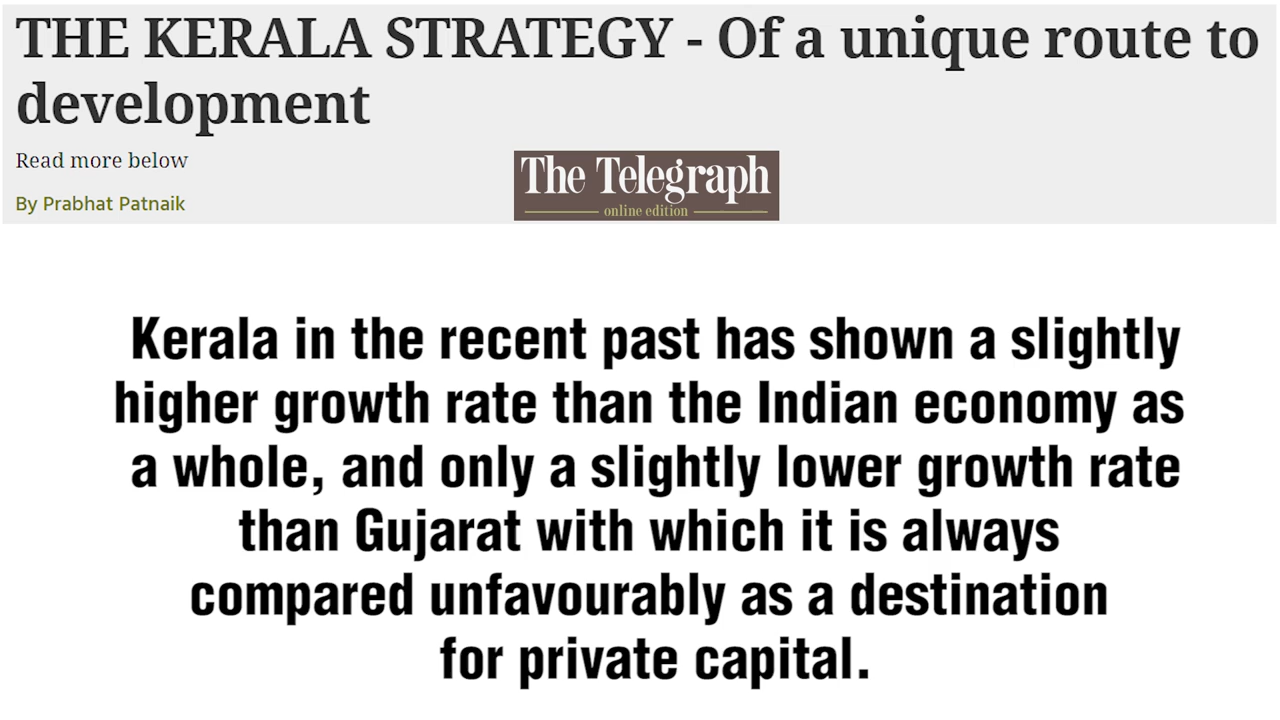 THE KERALA STRATEGY - Of a unique route to
development
Read more below
By Prabhat Patnaik
The Telegraph
online edition
Kerala in the recent past has shown a slightly
higher growth rate than the Indian economy as
a whole, and only a slightly lower growth rate
than Gujarat with which it is always
compared unfavourably as a destination
for private capital.